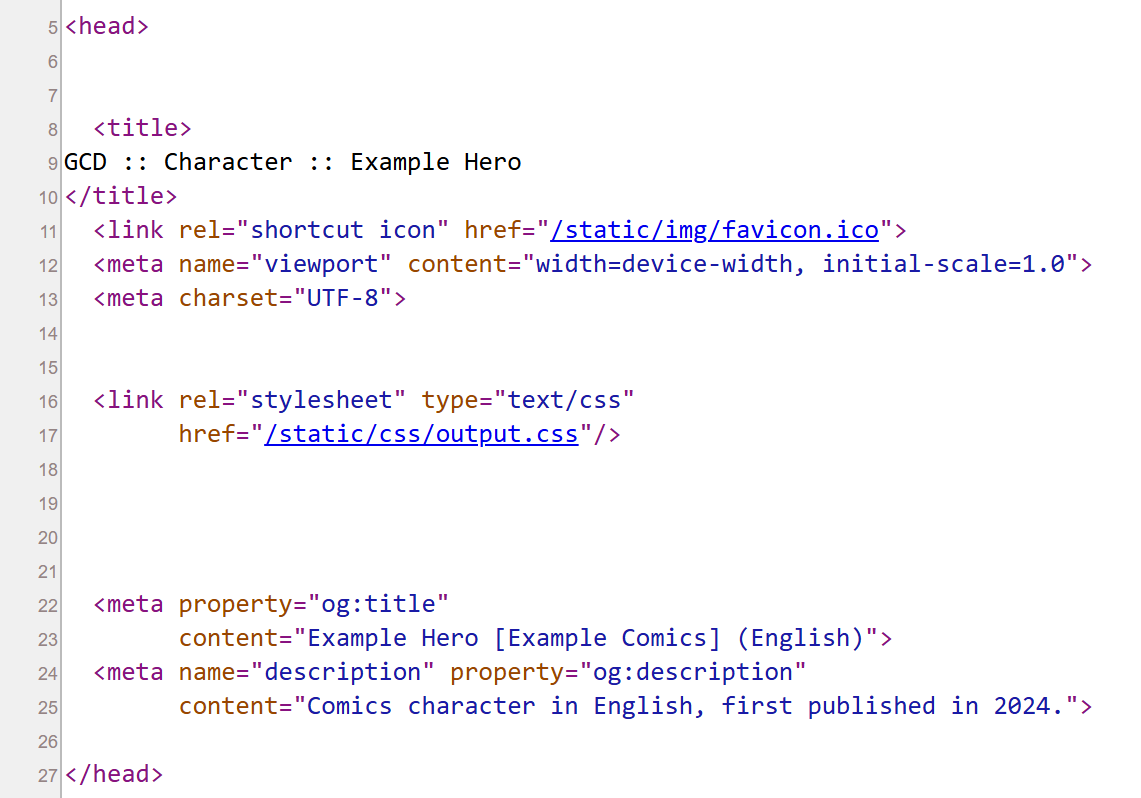 5 <head>
6
7
8   <title>
9 GCD :: Character :: Example Hero
10 </title>
11   <link rel="shortcut icon" href="/static/img/favicon.ico">
12   <meta name="viewport" content="width=device-width, initial-scale=1.0">
13   <meta charset="UTF-8">
14
15
16   <link rel="stylesheet" type="text/css"
17         href="/static/css/output.css"/>
18
19
20
21
22   <meta property="og:title"
23         content="Example Hero [Example Comics] (English)">
24   <meta name="description" property="og:description"
25         content="Comics character in English, first published in 2024.">
26
27 </head>